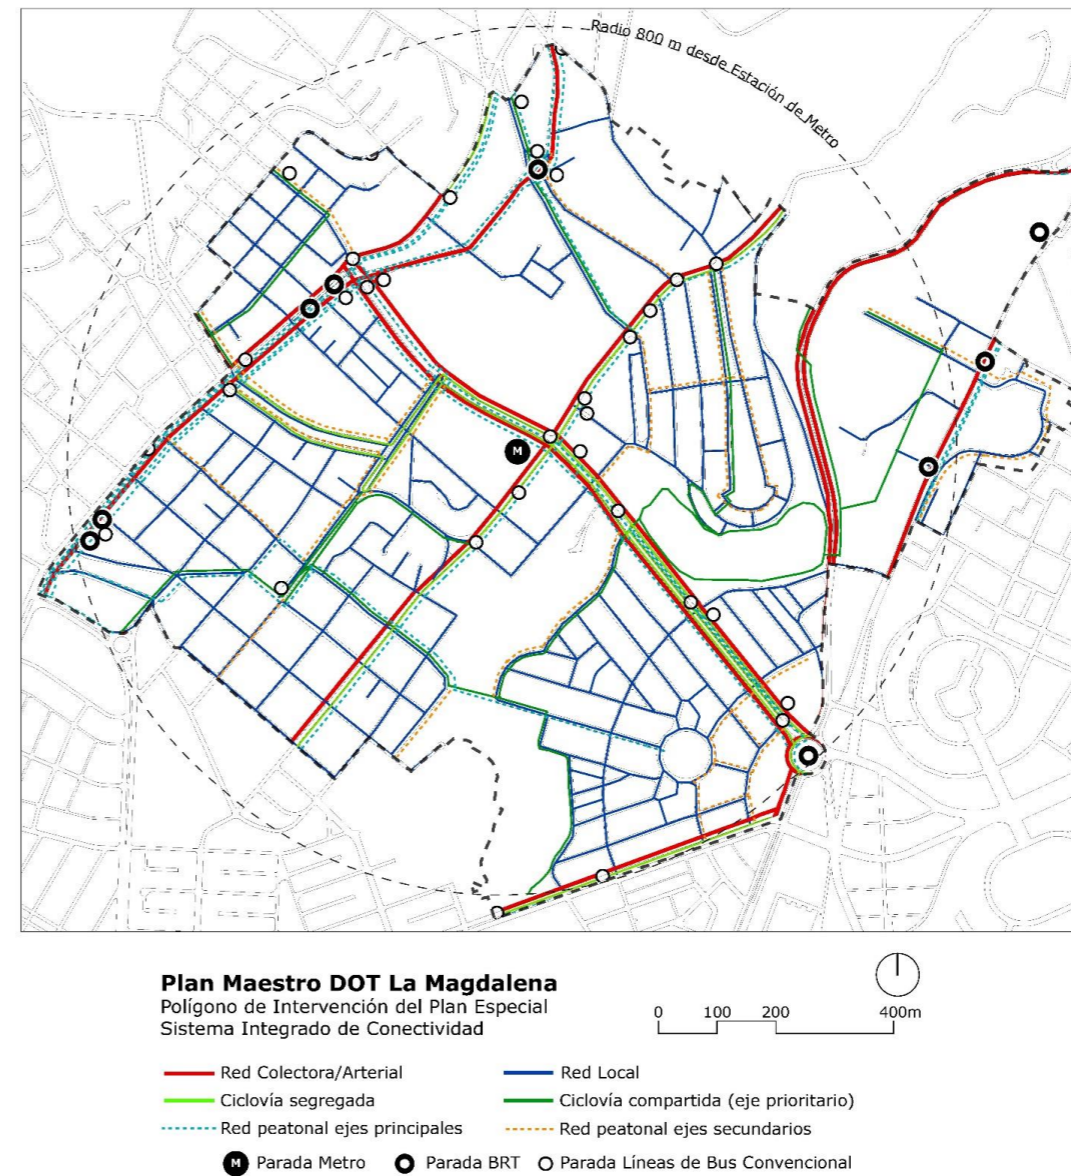 Radio 800 m desde Estación de Metro
M
Plan Maestro DOT La Magdalena
Polígono de Intervención del Plan Especial
Sistema Integrado de Conectividad
0 100 200 400m
Red Colectora/Arterial Red Local
Ciclovía segregada Ciclovía compartida (eje prioritario)
Red peatonal ejes principales Red peatonal ejes secundarios
M Parada Metro Parada BRT Parada Líneas de Bus Convencional